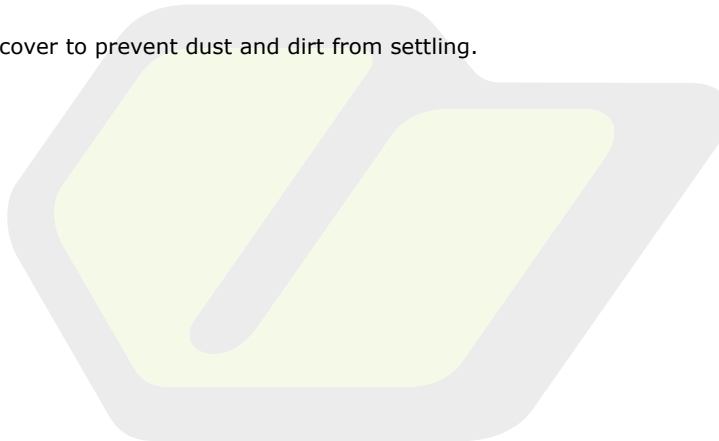 cover to prevent dust and dirt from settling.